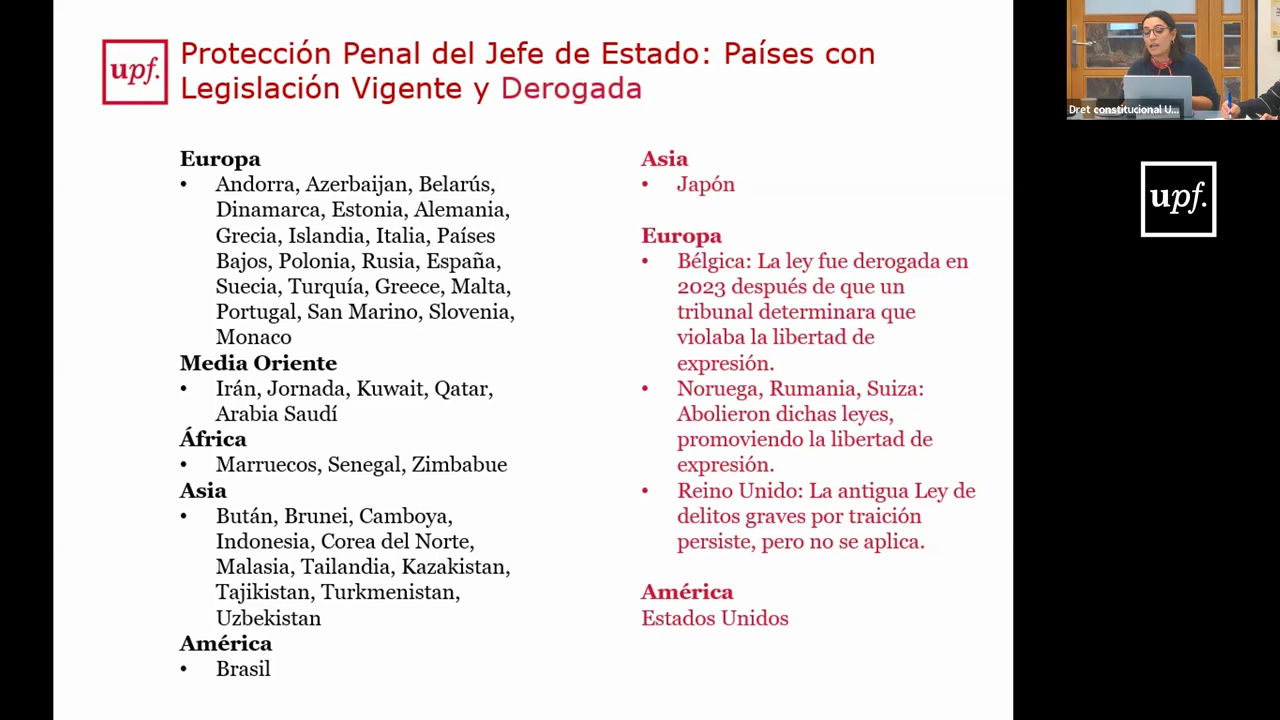 upf.
Protección Penal del Jefe de Estado: Países con
Legislación Vigente y Derogada
Europa
• Andorra, Azerbaijan, Belarús,
Dinamarca, Estonia, Alemania,
Grecia, Islandia, Italia, Países
Bajos, Polonia, Rusia, España,
Suecia, Turquía, Greece, Malta,
Portugal, San Marino, Slovenia,
Monaco
Media Oriente
• Irán, Jornada, Kuwait, Qatar,
Arabia Saudí
África
• Marruecos, Senegal, Zimbabue
Asia
• Bután, Brunei, Camboya,
Indonesia, Corea del Norte,
Malasia, Tailandia, Kazakistan,
Tajikistan, Turkmenistan,
Uzbekistan
América
• Brasil
Asia
• Japón
Europa
• Bélgica: La ley fue derogada en
2023 después de que un
tribunal determinara que
violaba la libertad de
expresión.
• Noruega, Rumania, Suiza:
Abolieron dichas leyes,
promoviendo la libertad de
expresión.
• Reino Unido: La antigua Ley de
delitos graves por traición
persiste, pero no se aplica.
América
Estados Unidos
Dret constitucional U...
upf.